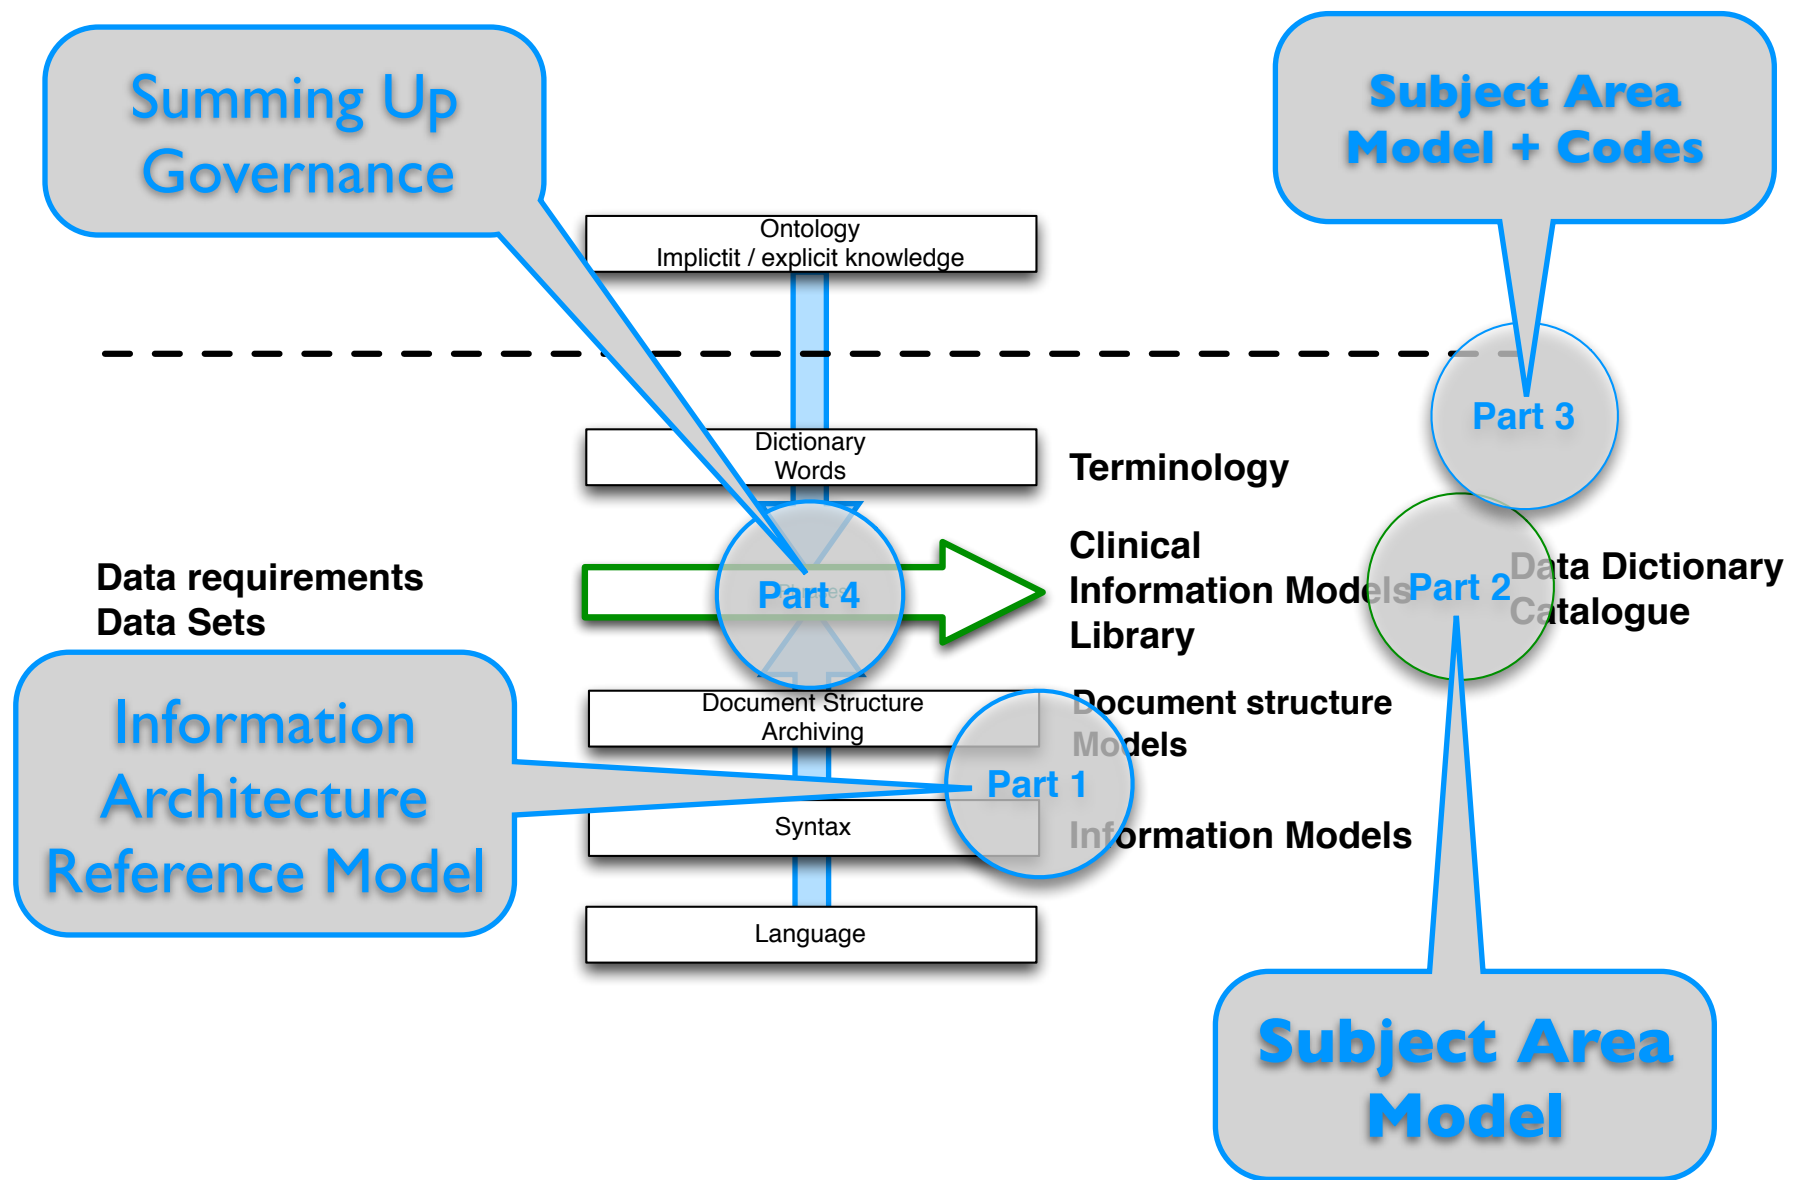 Summing Up
Governance
Subject Area
Model + Codes
Ontology
Implictit / explicit knowledge
Part 3
Dictionary
Words
Terminology
Data requirements
Data Sets
Part 4
Clinical
Information Models
Library
Part 2
Data Dictionary
Catalogue
Information
Architecture
Reference Model
Document Structure
Archiving
Document structure
Models
Part 1
Syntax
Information Models
Language
Subject Area
Model